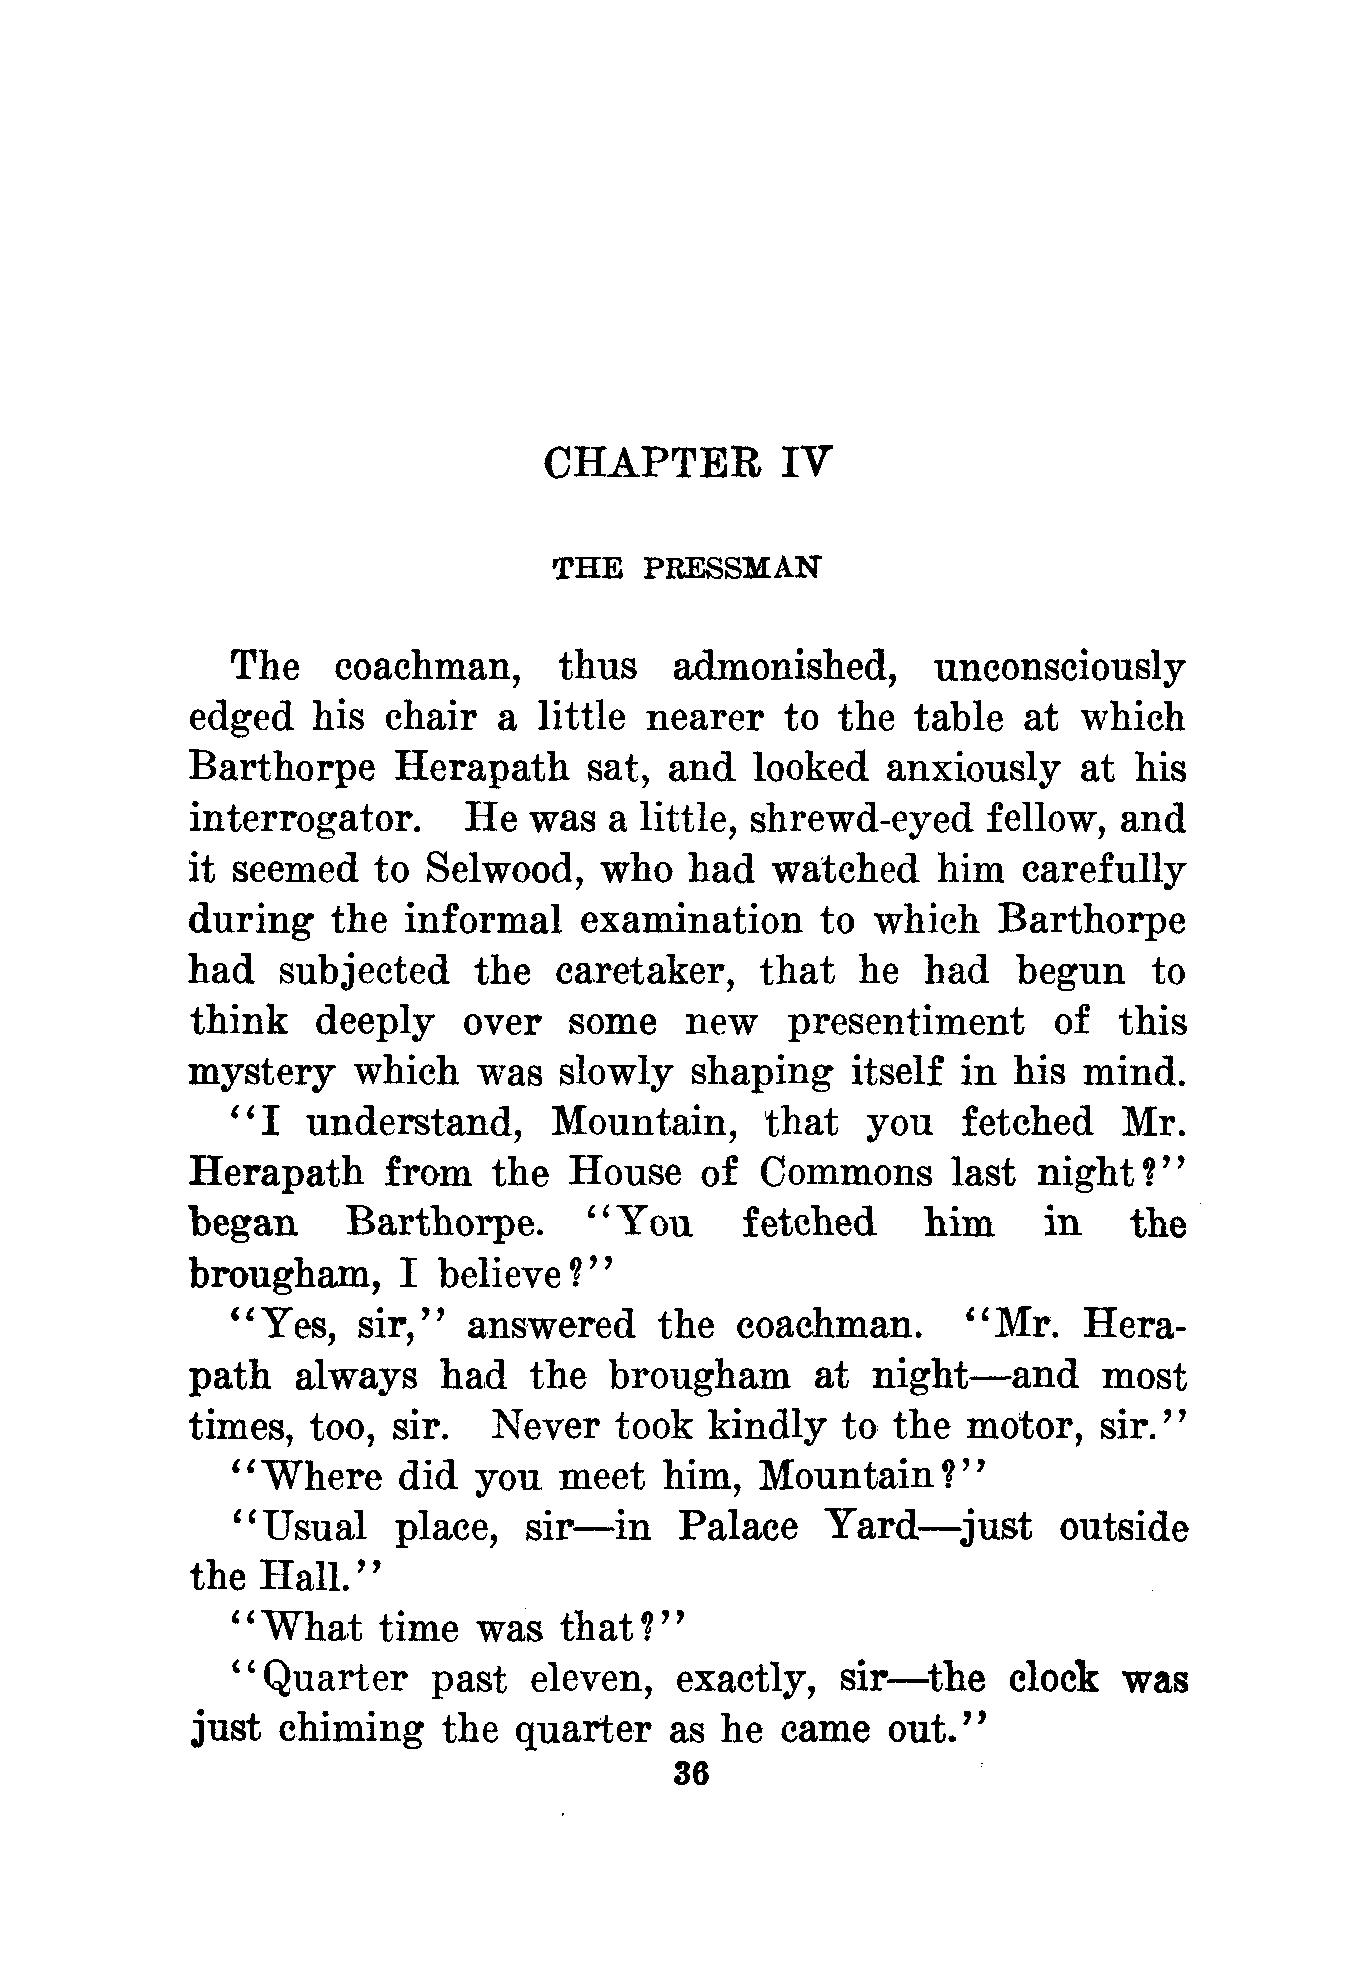 CHAPTER IV
THE PRESSMAN
The coachman, thus admonished, unconsciously
edged his chair a little nearer to the table at which
Barthorpe Herapath sat, and looked anxiously at his
interrogator. He was a little, shrewd-eyed fellow, and
it seemed to Selwood, who had watched him carefully
during the informal examination to which Barthorpe
had subjected the caretaker, that he had begun to
think deeply over some new presentiment of this
mystery which was slowly shaping itself in his mind.
"I understand, Mountain, that you fetched Mr.
Herapath from the House of Commons last night?"
began Barthorpe. "You fetched him in the
brougham, I believe?"
"Yes, sir," answered the coachman. "Mr. Hera-
path always had the brougham at night—and most
times, too, sir. Never took kindly to the motor, sir."
"Where did you meet him, Mountain?"
"Usual place, sir—in Palace Yard—just outside
the Hall."
"What time was that?"
"Quarter past eleven, exactly, sir—the clock was
just chiming the quarter as he came out."
36